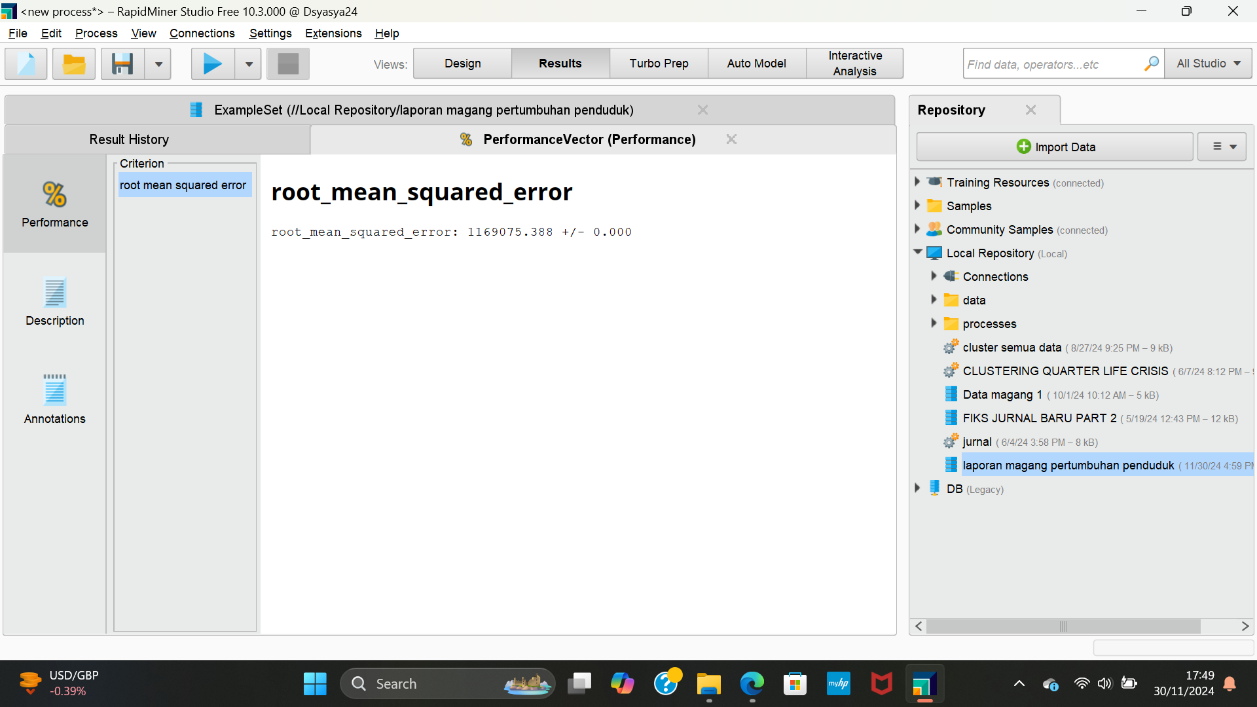 <new process*> – RapidMiner Studio Free 10.3.000 @ Dsyasya24
File Edit Process View Connections Settings Extensions Help
Views: Design Results Turbo Prep Auto Model Interactive Analysis
Find data, operators...etc All Studio
ExampleSet (//Local Repository/laporan magang pertumbuhan penduduk)
Result History PerformanceVector (Performance)
Performance
Description
Annotations
Criterion
root mean squared error
root_mean_squared_error
root_mean_squared_error: 1169075.388 +/- 0.000
Repository
Import Data
Training Resources (connected)
Samples
Community Samples (connected)
Local Repository (Local)
Connections
data
processes
cluster semua data ( 8/27/24 9:25 PM – 9 kB)
CLUSTERING QUARTER LIFE CRISIS ( 6/7/24 8:12 PM –
Data magang 1 ( 10/1/24 10:12 AM – 5 kB)
FIKS JURNAL BARU PART 2 ( 5/19/24 12:43 PM – 12 kB)
jurnal ( 6/4/24 3:58 PM – 8 kB)
laporan magang pertumbuhan penduduk ( 11/30/24 4:59
DB (Legacy)
USD/GBP
-0.39%
Search
myhp
17:49
30/11/2024